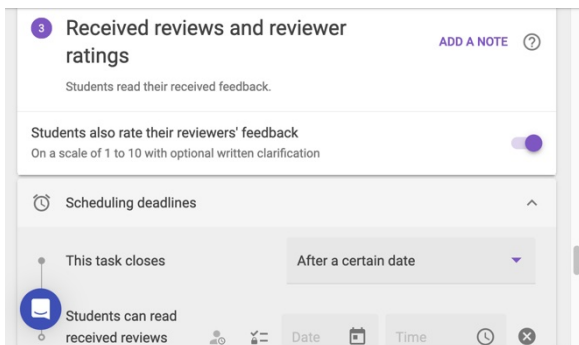 3
Received reviews and reviewer
ratings
ADD A NOTE
Students read their received feedback.
Students also rate their reviewers' feedback
On a scale of 1 to 10 with optional written clarification
Scheduling deadlines
This task closes
After a certain date
Students can read
received reviews
Date
Time